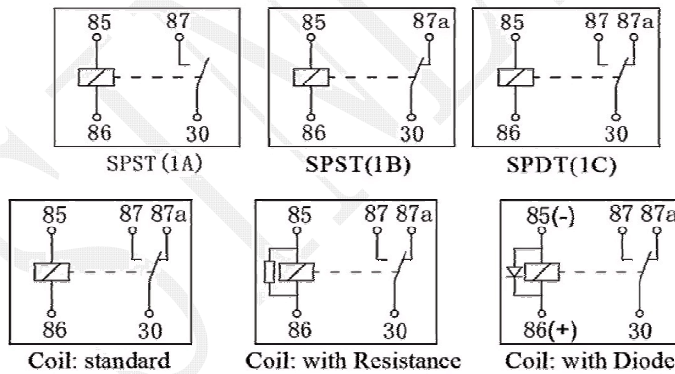 85 87 85 87a 85 87 87a
86 30 86 30 86 30
SPST(1A) SPST(1B) SPDT(1C)
85 87 87a 85 87 87a 85(-) 87 87a
86 30 86 30 86(+) 30
Coil: standard Coil: with Resistance Coil: with Diode